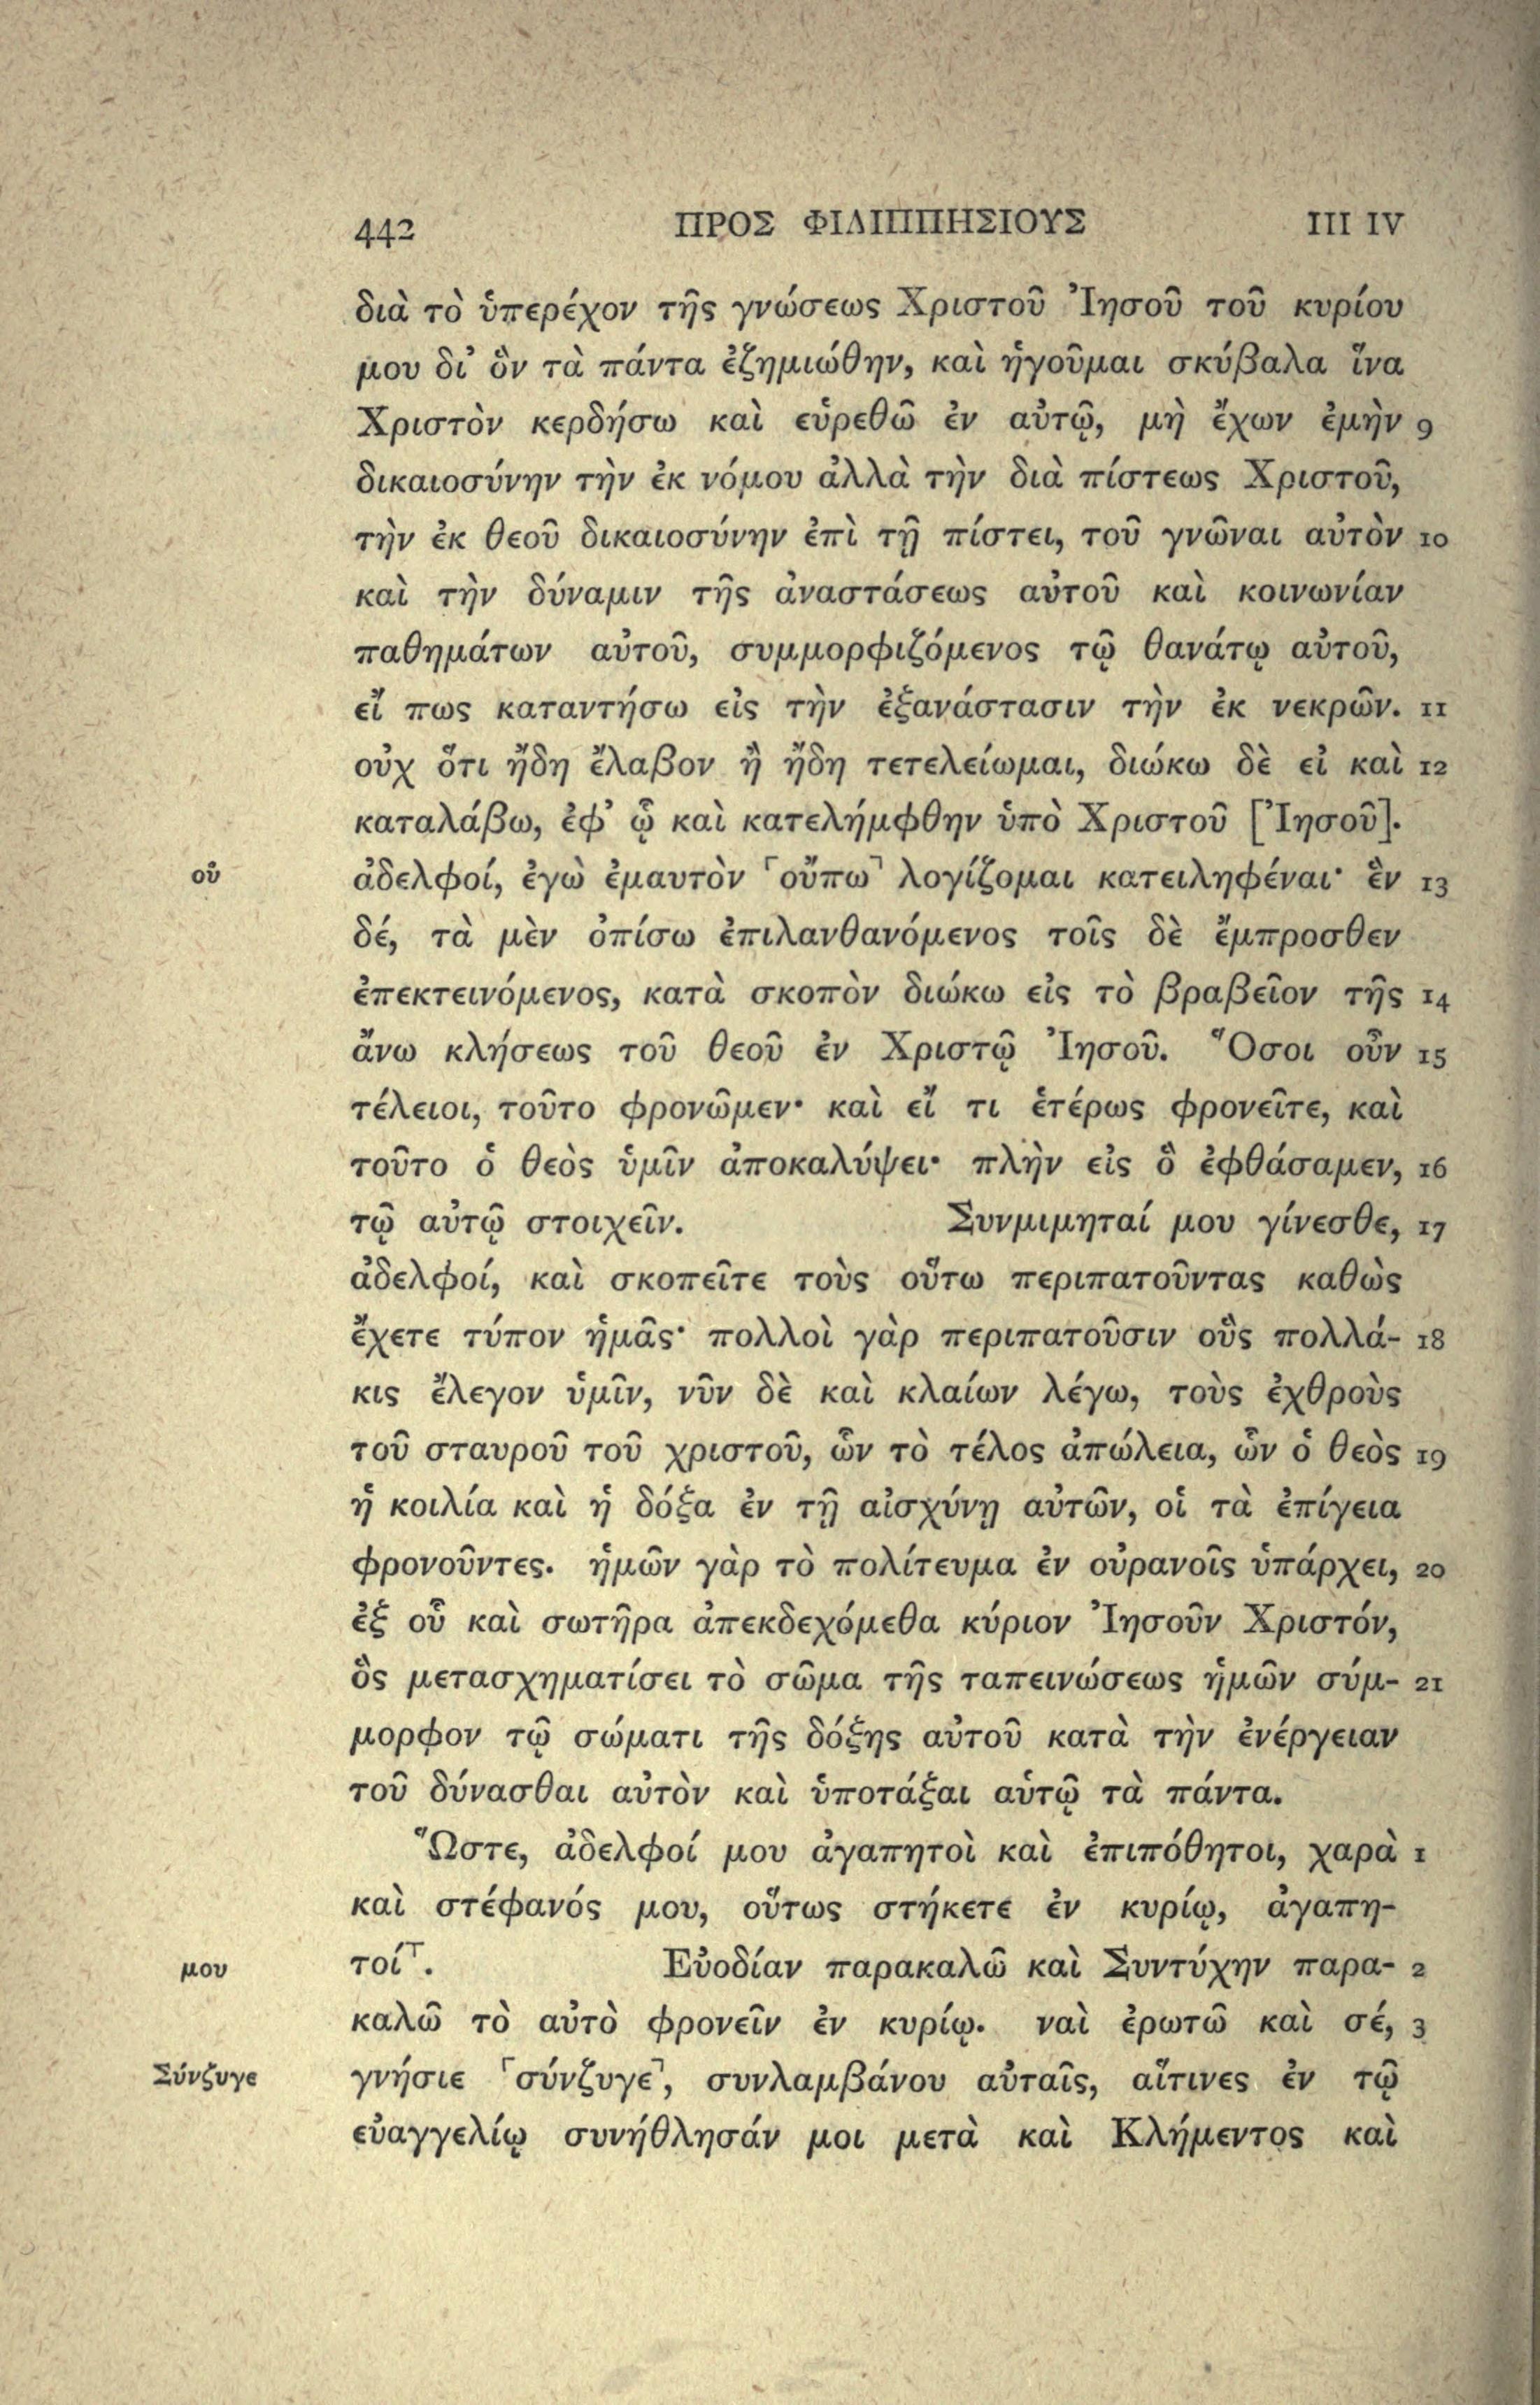 442 ΠΡΟΣ ΦΙΛΙΠΠΗΣΙΟΥΣ III IV
διὰ τὸ ὑπερέχον τῆς γνώσεως Χριστοῦ Ἰησοῦ τοῦ κυρίου
μου δι' ὃν τὰ πάντα ἐζημιώθην, καὶ ἡγοῦμαι σκύβαλα ἵνα
Χριστὸν κερδήσω καὶ εὑρεθῶ ἐν αὐτῷ, μὴ ἔχων ἐμὴν 9
δικαιοσύνην τὴν ἐκ νόμου ἀλλὰ τὴν διὰ πίστεως Χριστοῦ,
τὴν ἐκ θεοῦ δικαιοσύνην ἐπὶ τῇ πίστει, τοῦ γνῶναι αὐτὸν 10
καὶ τὴν δύναμιν τῆς ἀναστάσεως αὐτοῦ καὶ κοινωνίαν
παθημάτων αὐτοῦ, συμμορφιζόμενος τῷ θανάτῳ αὐτοῦ,
εἴ πως καταντήσω εἰς τὴν ἐξανάστασιν τὴν ἐκ νεκρῶν. 11
οὐχ ὅτι ἤδη ἔλαβον ἢ ἤδη τετελείωμαι, διώκω δὲ εἰ καὶ 12
καταλάβω, ἐφ' ᾧ καὶ κατελήμφθην ὑπὸ Χριστοῦ [Ἰησοῦ].
οὐ ἀδελφοί, ἐγὼ ἐμαυτὸν ⸀οὔπω⸃ λογίζομαι κατειληφέναι· ἓν 13
δέ, τὰ μὲν ὀπίσω ἐπιλανθανόμενος τοῖς δὲ ἔμπροσθεν
ἐπεκτεινόμενος, κατὰ σκοπὸν διώκω εἰς τὸ βραβεῖον τῆς 14
ἄνω κλήσεως τοῦ θεοῦ ἐν Χριστῷ Ἰησοῦ. Ὅσοι οὖν 15
τέλειοι, τοῦτο φρονῶμεν· καὶ εἴ τι ἑτέρως φρονεῖτε, καὶ
τοῦτο ὁ θεὸς ὑμῖν ἀποκαλύψει· πλὴν εἰς ὃ ἐφθάσαμεν, 16
τῷ αὐτῷ στοιχεῖν. Συνμιμηταί μου γίνεσθε, 17
ἀδελφοί, καὶ σκοπεῖτε τοὺς οὕτω περιπατοῦντας καθὼς
ἔχετε τύπον ἡμᾶς· πολλοὶ γὰρ περιπατοῦσιν οὓς πολλά- 18
κις ἔλεγον ὑμῖν, νῦν δὲ καὶ κλαίων λέγω, τοὺς ἐχθροὺς
τοῦ σταυροῦ τοῦ χριστοῦ, ὧν τὸ τέλος ἀπώλεια, ὧν ὁ θεὸς 19
ἡ κοιλία καὶ ἡ δόξα ἐν τῇ αἰσχύνῃ αὐτῶν, οἱ τὰ ἐπίγεια
φρονοῦντες. ἡμῶν γὰρ τὸ πολίτευμα ἐν οὐρανοῖς ὑπάρχει, 20
ἐξ οὗ καὶ σωτῆρα ἀπεκδεχόμεθα κύριον Ἰησοῦν Χριστόν,
ὃς μετασχηματίσει τὸ σῶμα τῆς ταπεινώσεως ἡμῶν σύμ- 21
μορφον τῷ σώματι τῆς δόξης αὐτοῦ κατὰ τὴν ἐνέργειαν
τοῦ δύνασθαι αὐτὸν καὶ ὑποτάξαι αὑτῷ τὰ πάντα.
Ὥστε, ἀδελφοί μου ἀγαπητοὶ καὶ ἐπιπόθητοι, χαρὰ 1
καὶ στέφανός μου, οὕτως στήκετε ἐν κυρίῳ, ἀγαπη-
μου τοί⸆. Εὐοδίαν παρακαλῶ καὶ Συντύχην παρα- 2
καλῶ τὸ αὐτὸ φρονεῖν ἐν κυρίῳ. ναὶ ἐρωτῶ καὶ σέ, 3
Σύνζυγε γνήσιε ⸀σύνζυγε⸃, συνλαμβάνου αὐταῖς, αἵτινες ἐν τῷ
εὐαγγελίῳ συνήθλησάν μοι μετὰ καὶ Κλήμεντος καὶ